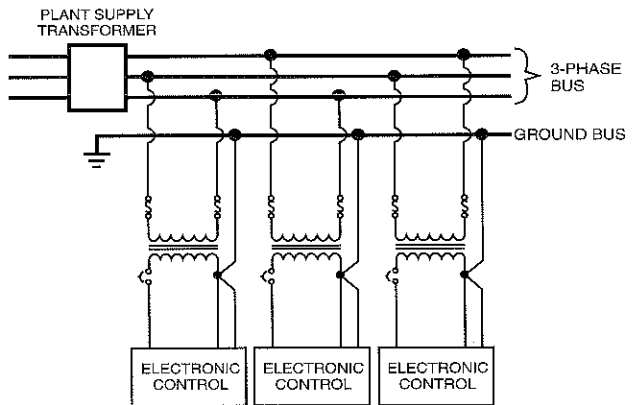 PLANT SUPPLY
TRANSFORMER
3-PHASE
BUS
GROUND BUS
ELECTRONIC
CONTROL
ELECTRONIC
CONTROL
ELECTRONIC
CONTROL